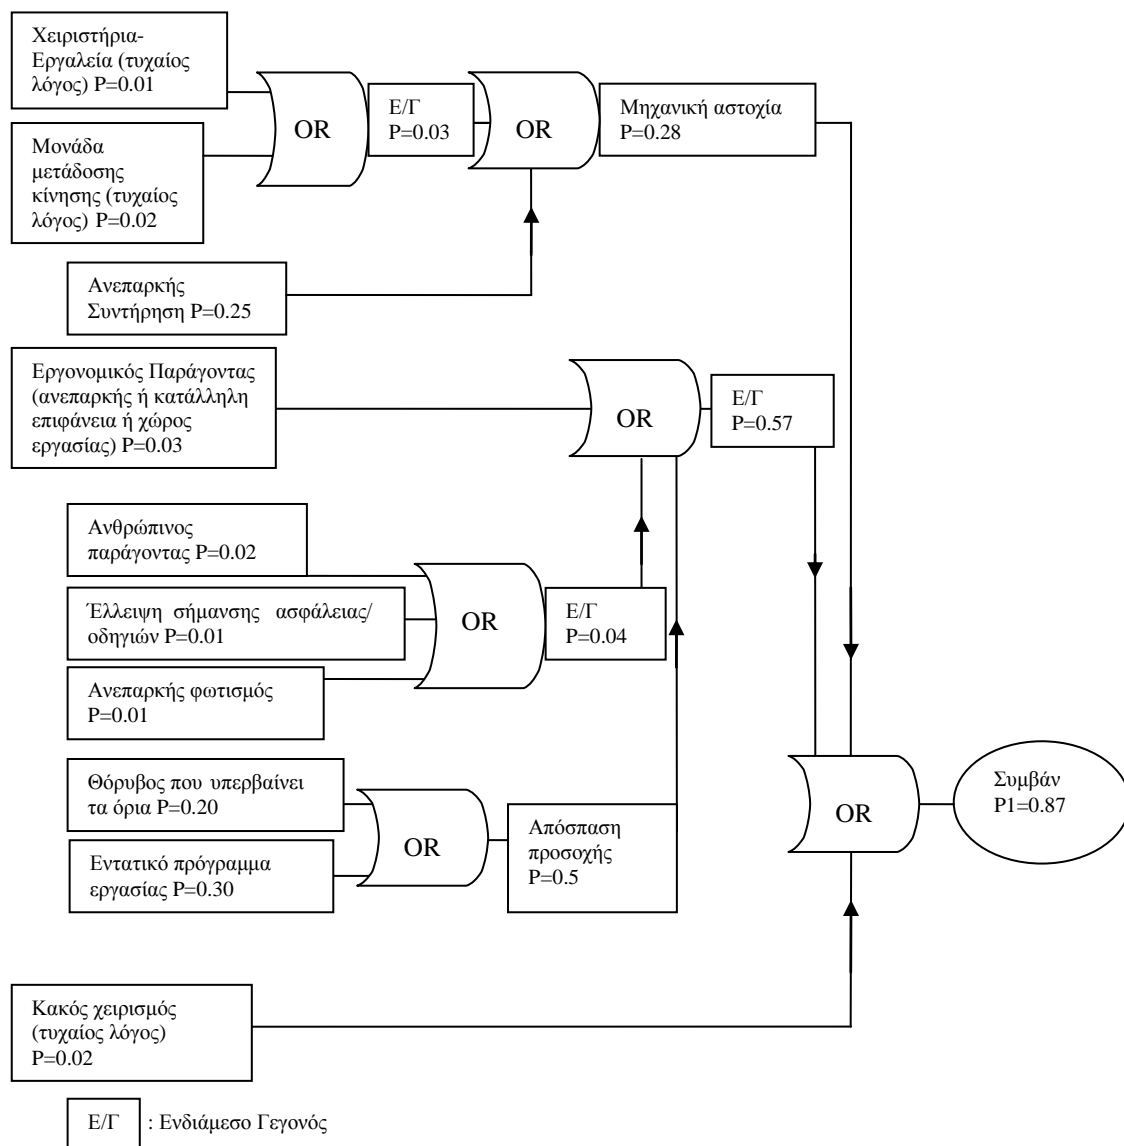 Χειριστήρια-
Εργαλεία (τυχαίος
λόγος) P=0.01
OR
Ε/Γ
P=0.03
OR
Μηχανική αστοχία
P=0.28
Μονάδα
μετάδοσης
κίνησης (τυχαίος
λόγος) P=0.02
Ανεπαρκής
Συντήρηση P=0.25
Εργονομικός Παράγοντας
(ανεπαρκής ή κατάλληλη
επιφάνεια ή χώρος
εργασίας) P=0.03
OR
Ε/Γ
P=0.57
Ανθρώπινος
παράγοντας P=0.02
Έλλειψη σήμανσης ασφάλειας/
οδηγιών P=0.01
Ανεπαρκής φωτισμός
P=0.01
OR
Ε/Γ
P=0.04
Θόρυβος που υπερβαίνει
τα όρια P=0.20
Εντατικό πρόγραμμα
εργασίας P=0.30
OR
Απόσπαση
προσοχής
P=0.5
OR
Συμβάν
P1=0.87
Κακός χειρισμός
(τυχαίος λόγος)
P=0.02
Ε/Γ : Ενδιάμεσο Γεγονός